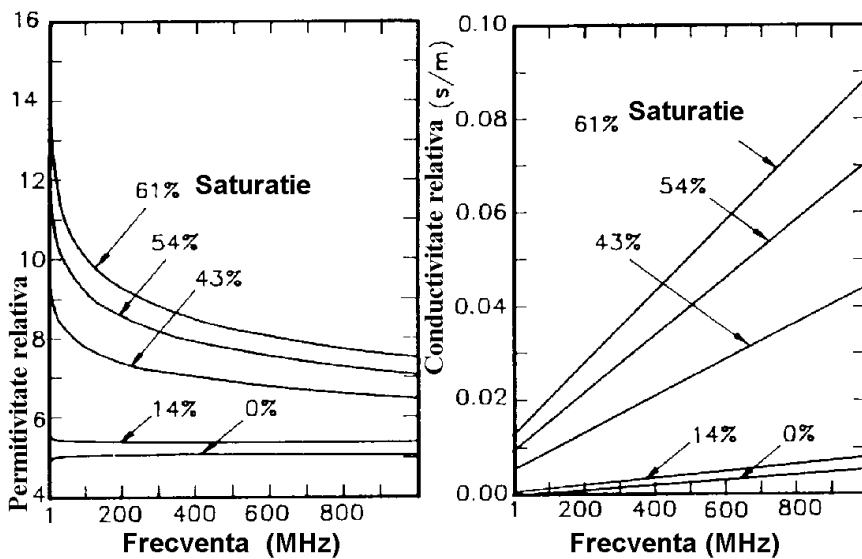 Permitivitate relativa
16
14
12
10
8
6
4
61% Saturatie
54%
43%
14%
0%
1 200 400 600 800
Frecventa (MHz)
Conductivitate relativa (s/m)
0.10
0.08
0.06
0.04
0.02
0.00
61% Saturatie
54%
43%
14%
0%
1 200 400 600 800
Frecventa (MHz)